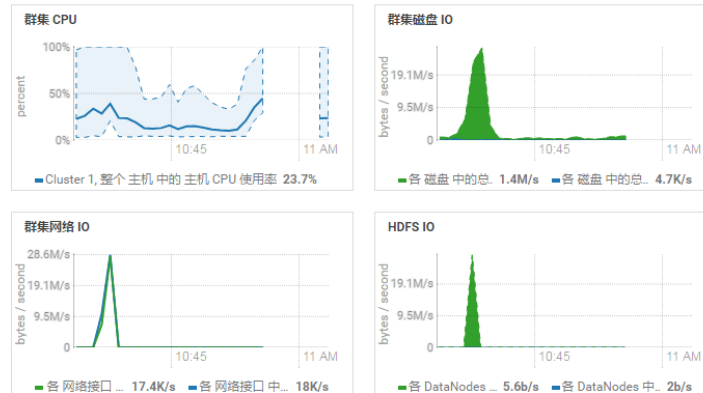 群集 CPU
percent
100%
50%
0%
10:45
11 AM
Cluster 1, 整个 主机 中的 主机 CPU 使用率 23.7%
群集磁盘 IO
bytes / second
19.1M/s
9.5M/s
0
10:45
11 AM
各 磁盘 中的总.. 1.4M/s
各 磁盘 中的总.. 4.7K/s
群集网络 IO
bytes / second
28.6M/s
19.1M/s
9.5M/s
0
10:45
11 AM
各 网络接口 ... 17.4K/s
各 网络接口 中... 18K/s
HDFS IO
bytes / second
19.1M/s
9.5M/s
0
10:45
11 AM
各 DataNodes ... 5.6b/s
各 DataNodes 中.. 2b/s